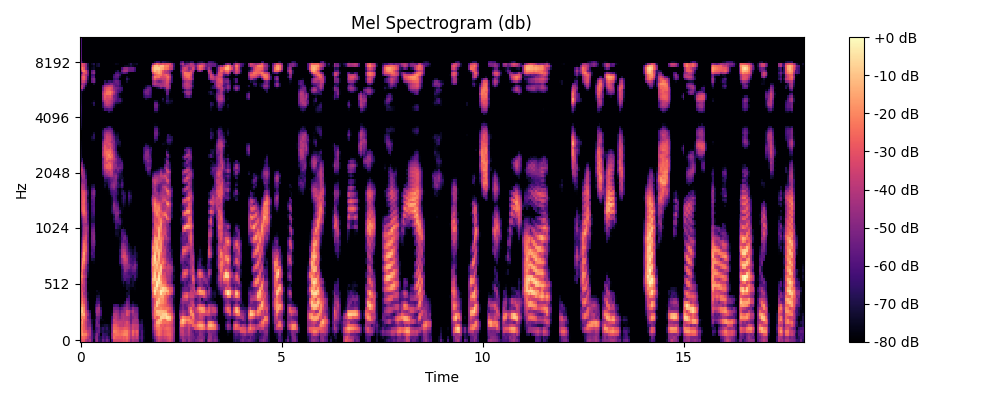 Mel Spectrogram (db)
8192
4096
2048
1024
512
0
Hz
0 5 10 15
Time
+0 dB
-10 dB
-20 dB
-30 dB
-40 dB
-50 dB
-60 dB
-70 dB
-80 dB